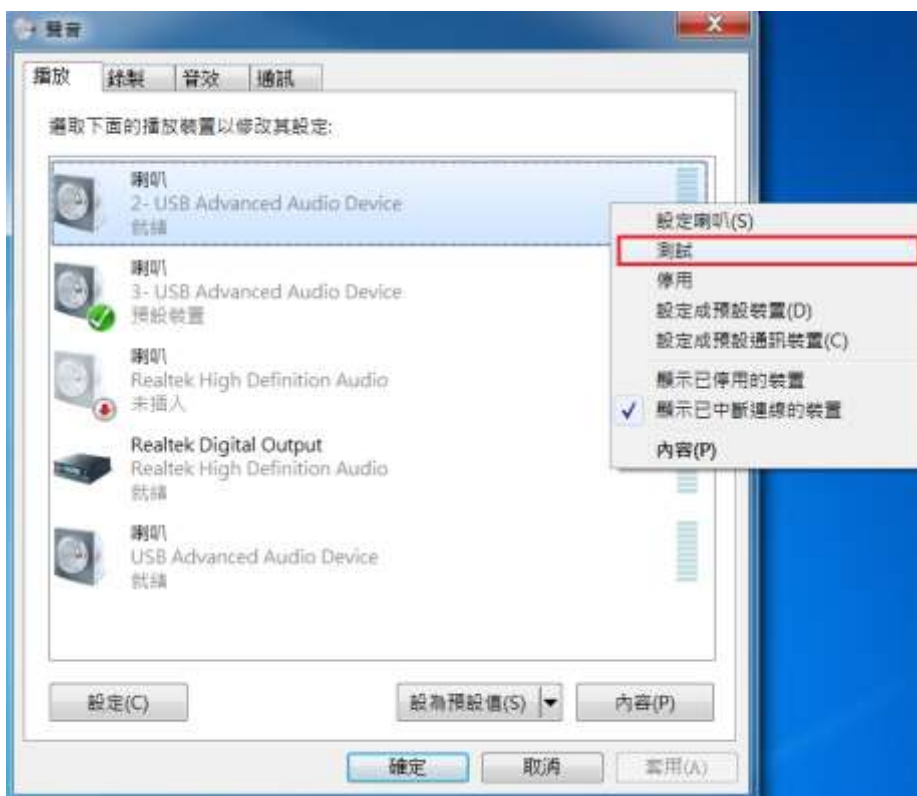 聲音
播放 錄製 音效 通訊
選取下面的播放裝置以修改其設定:
喇叭
2- USB Advanced Audio Device
就緒
喇叭
3- USB Advanced Audio Device
預設裝置
喇叭
Realtek High Definition Audio
未插入
Realtek Digital Output
Realtek High Definition Audio
就緒
喇叭
USB Advanced Audio Device
就緒
設定喇叭(S)
測試
停用
設定成預設裝置(D)
設定成預設通訊裝置(C)
顯示已停用的裝置
顯示已中斷連線的裝置
內容(P)
設定(C) 設為預設值(S) 內容(P)
確定 取消 套用(A)